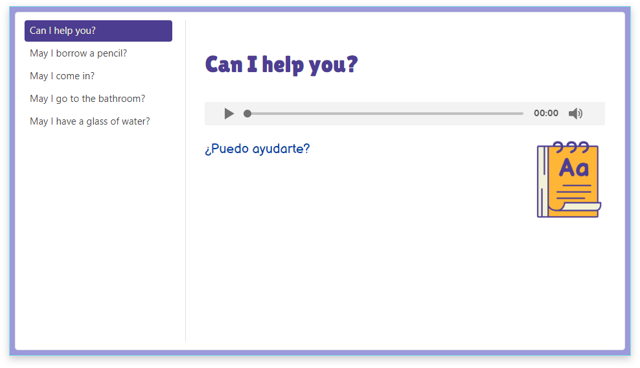 Can I help you?
May I borrow a pencil?
May I come in?
May I go to the bathroom?
May I have a glass of water?
Can I help you?
00:00
¿Puedo ayudarte?
Aa